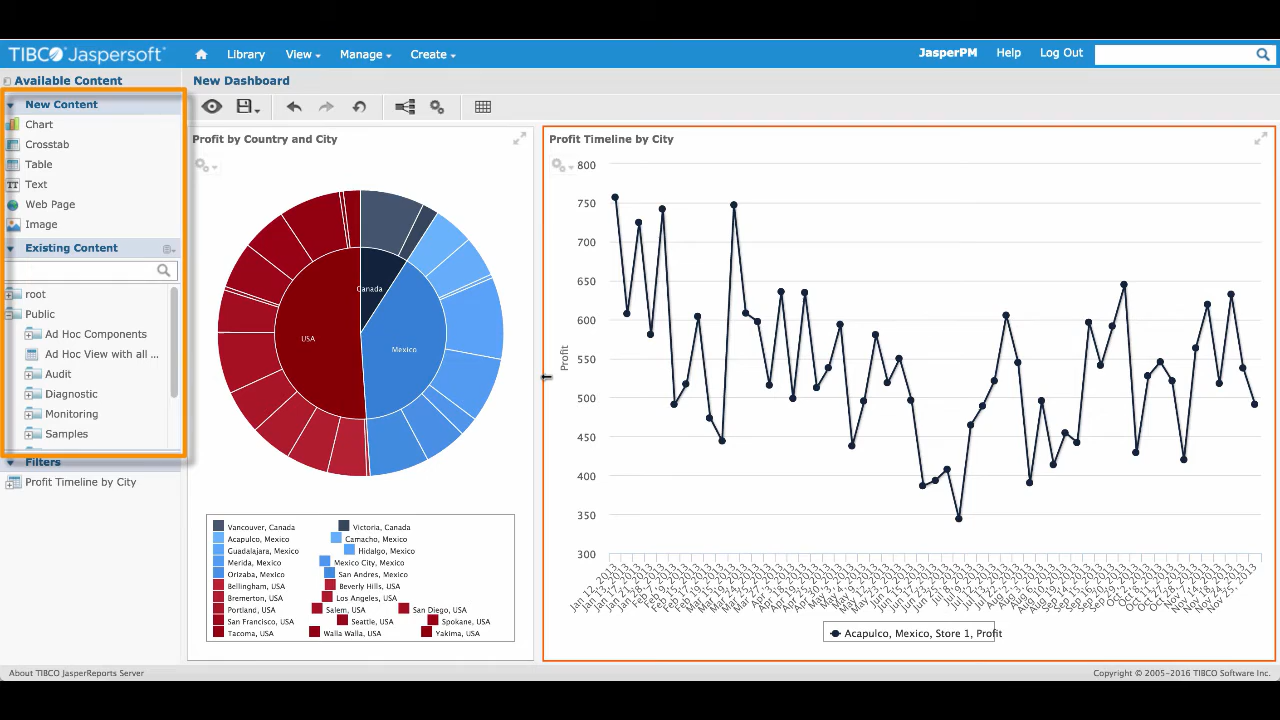 TIBCO Jaspersoft
Library View Manage Create JasperPM Help Log Out
Available Content
New Dashboard
New Content
Chart
Crosstab
Table
TT Text
Web Page
Image
Existing Content
root
Public
Ad Hoc Components
Ad Hoc View with all ...
Audit
Diagnostic
Monitoring
Samples
Filters
Profit Timeline by City
Profit by Country and City
Canada
USA
Mexico
Vancouver, Canada Victoria, Canada
Acapulco, Mexico Camacho, Mexico
Guadalajara, Mexico Hidalgo, Mexico
Merida, Mexico Mexico City, Mexico
Orizaba, Mexico San Andres, Mexico
Bellingham, USA Beverly Hills, USA
Bremerton, USA Los Angeles, USA
Portland, USA Salem, USA San Diego, USA
San Francisco, USA Seattle, USA Spokane, USA
Tacoma, USA Walla Walla, USA Yakima, USA
Profit Timeline by City
800
750
700
650
600
550
500
450
400
350
300
Profit
Acapulco, Mexico, Store 1, Profit
About TIBCO JasperReports Server
Copyright © 2005-2016 TIBCO Software Inc.